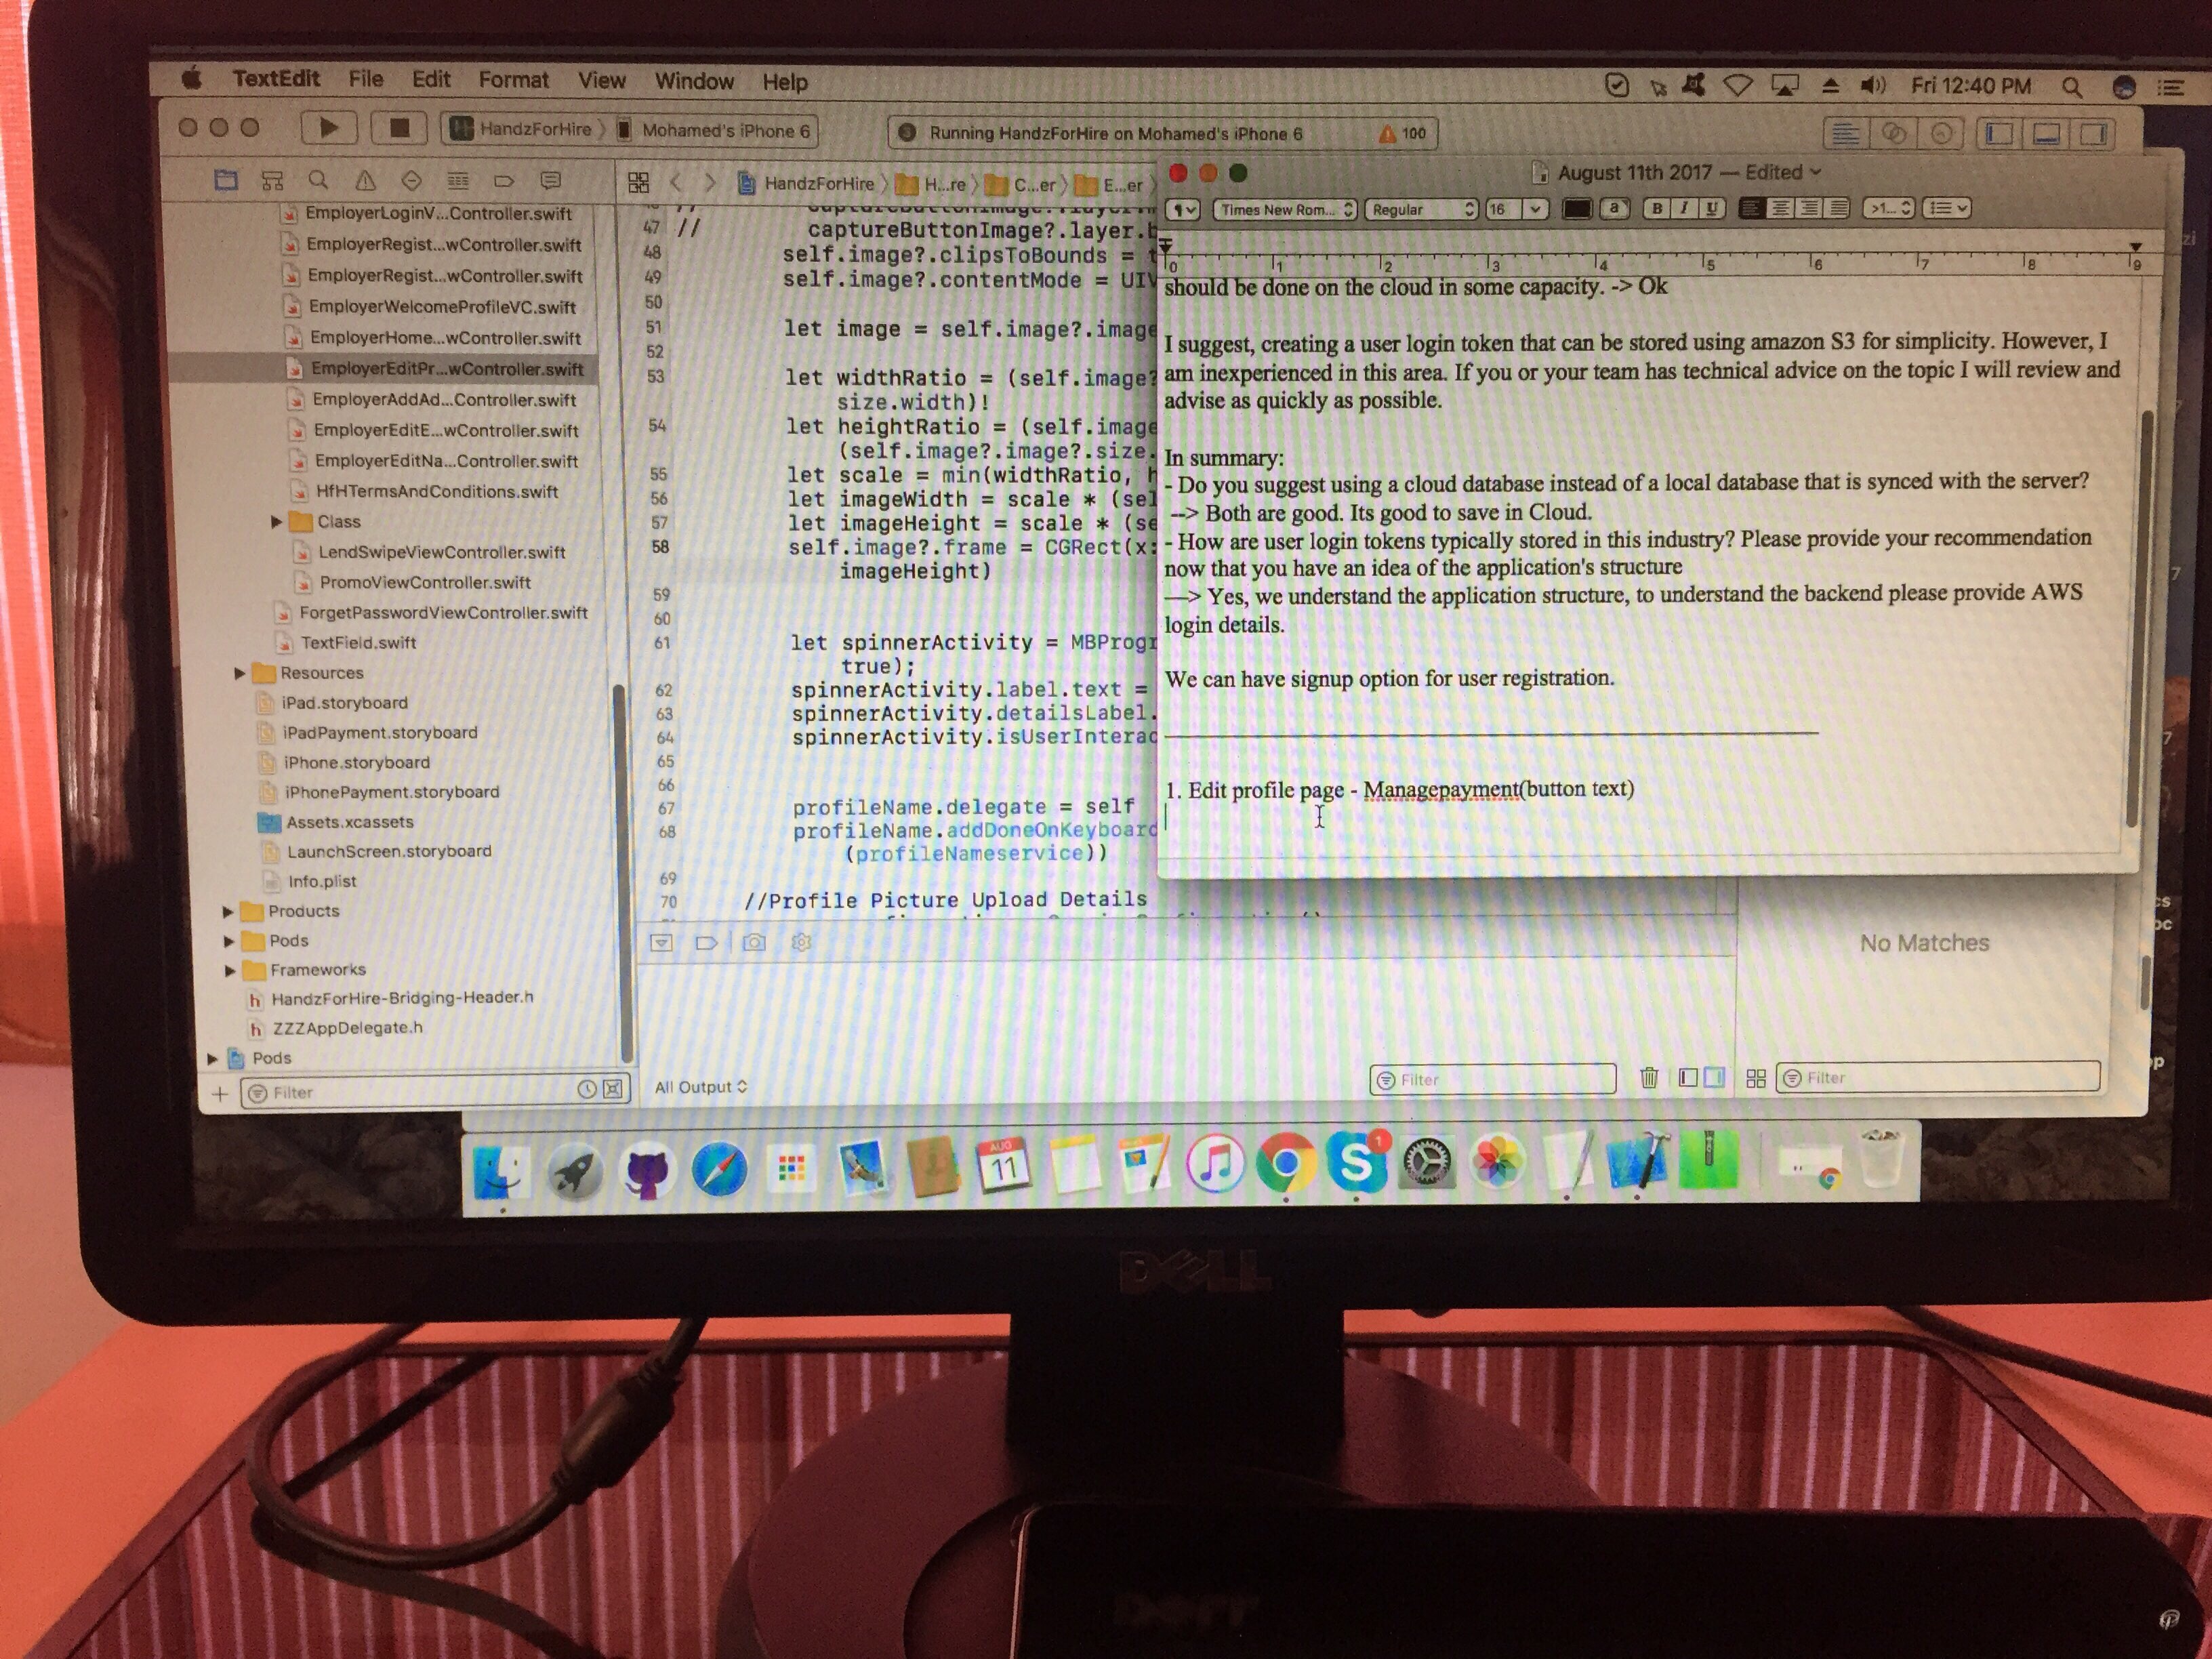 TextEdit File Edit Format View Window Help
Fri 12:40 PM
HandzForHire
Mohamed's iPhone 6
Running HandzForHire on Mohamed's iPhone 6
100
HandzForHire H...re C...er E...er
EmployerLoginV...Controller.swift
EmployerRegist...wController.swift
EmployerRegist...wController.swift
EmployerWelcomeProfileVC.swift
EmployerHome...wController.swift
EmployerEditPr...wController.swift
EmployerAddAd...Controller.swift
EmployerEditE...wController.swift
EmployerEditNa...Controller.swift
HfHTermsAndConditions.swift
Class
LendSwipeViewController.swift
PromoViewController.swift
ForgetPasswordViewController.swift
TextField.swift
Resources
iPad.storyboard
iPadPayment.storyboard
iPhone.storyboard
iPhonePayment.storyboard
Assets.xcassets
LaunchScreen.storyboard
Info.plist
Products
Pods
Frameworks
HandzForHire-Bridging-Header.h
ZZZAppDelegate.h
Pods
Filter
47 // captureButtonImage?.layer.b
48 self.image?.clipsToBounds = t
49 self.image?.contentMode = UIV
50
51 let image = self.image?.image
52
53 let widthRatio = (self.image?
size.width)!
54 let heightRatio = (self.image
(self.image?.image?.size.
55 let scale = min(widthRatio, h
56 let imageWidth = scale * (sel
57 let imageHeight = scale * (se
58 self.image?.frame = CGRect(x:
imageHeight)
59
60
61 let spinnerActivity = MBProgr
true);
62 spinnerActivity.label.text =
63 spinnerActivity.detailsLabel.
64 spinnerActivity.isUserInterac
65
66
67 profileName.delegate = self
68 profileName.addDoneOnKeyboard
(profileNameservice))
69
70 //Profile Picture Upload Details
All Output
Filter
Filter
No Matches
August 11th 2017 — Edited
Times New Rom... Regular 16 a B I U >1...
0 1 2 3 4 5 6 7 8 9
should be done on the cloud in some capacity. -> Ok
I suggest, creating a user login token that can be stored using amazon S3 for simplicity. However, I
am inexperienced in this area. If you or your team has technical advice on the topic I will review and
advise as quickly as possible.
In summary:
- Do you suggest using a cloud database instead of a local database that is synced with the server?
--> Both are good. Its good to save in Cloud.
- How are user login tokens typically stored in this industry? Please provide your recommendation
now that you have an idea of the application's structure
—> Yes, we understand the application structure, to understand the backend please provide AWS
login details.
We can have signup option for user registration.
1. Edit profile page - Managepayment(button text)
AUG
11
S
1
DELL